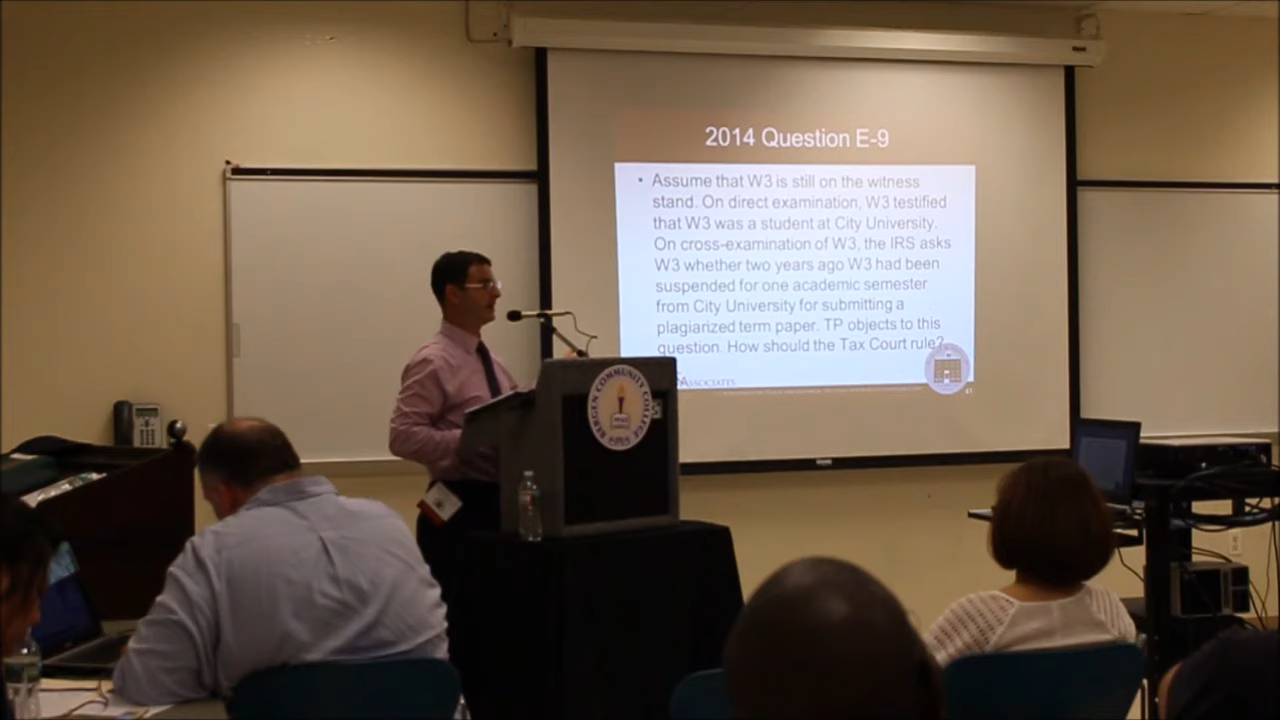 2014 Question E-9
• Assume that W3 is still on the witness
stand. On direct examination, W3 testified
that W3 was a student at City University.
On cross-examination of W3, the IRS asks
W3 whether two years ago W3 had been
suspended for one academic semester
from City University for submitting a
plagiarized term paper. TP objects to this
question. How should the Tax Court rule?
ASSOCIATES
41
BERGEN COMMUNITY COLLEGE